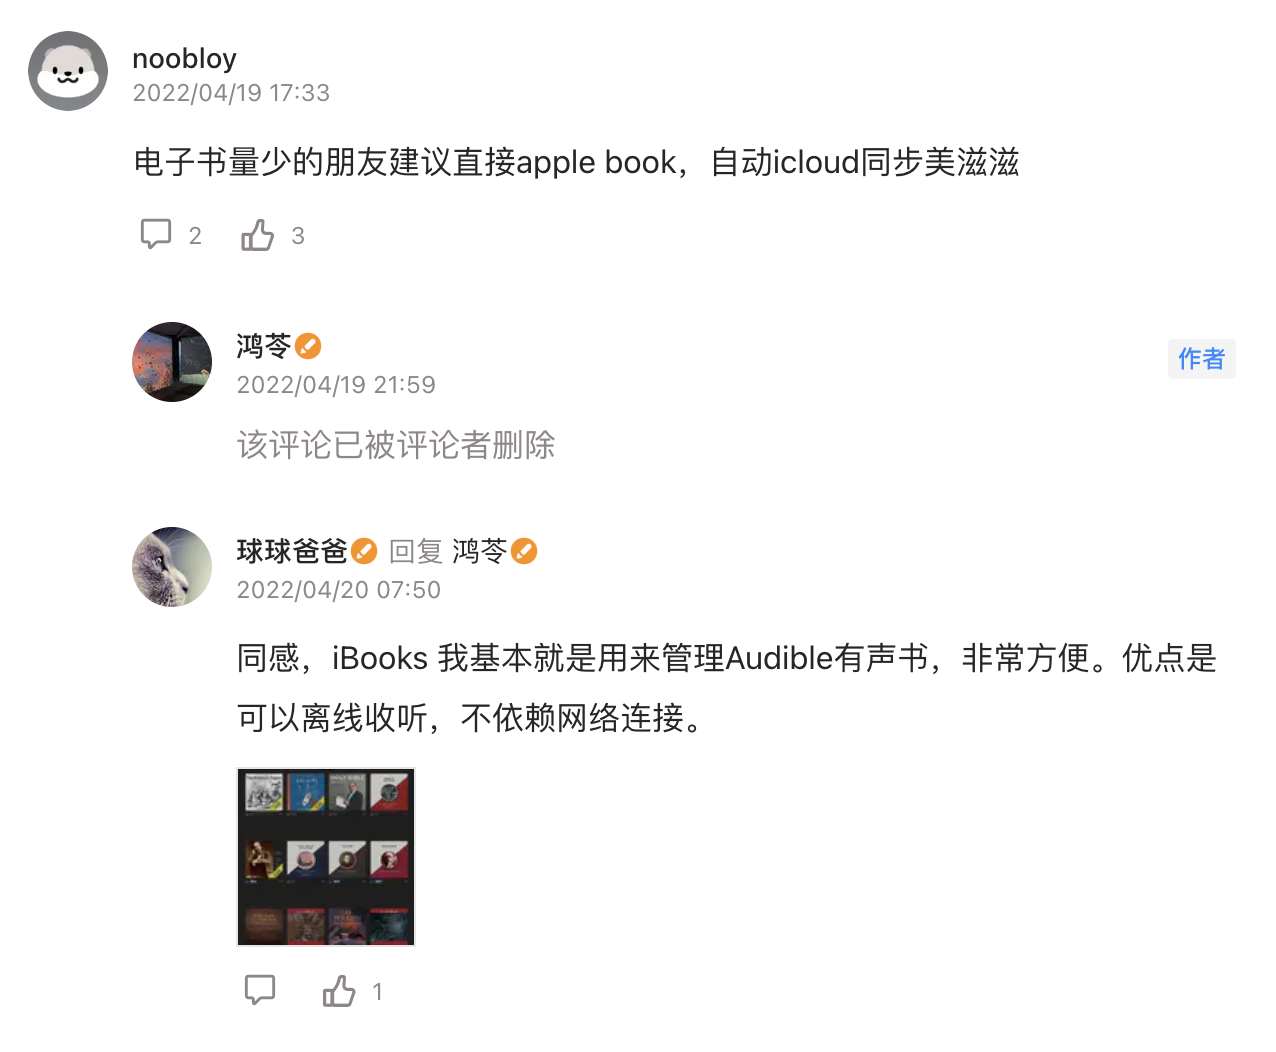 noobloy
2022/04/19 17:33
电子书量少的朋友建议直接apple book，自动icloud同步美滋滋
2 3
鸿苓
作者
2022/04/19 21:59
该评论已被评论者删除
球球爸爸 回复 鸿苓
2022/04/20 07:50
同感，iBooks 我基本就是用来管理Audible有声书，非常方便。优点是
可以离线收听，不依赖网络连接。
1